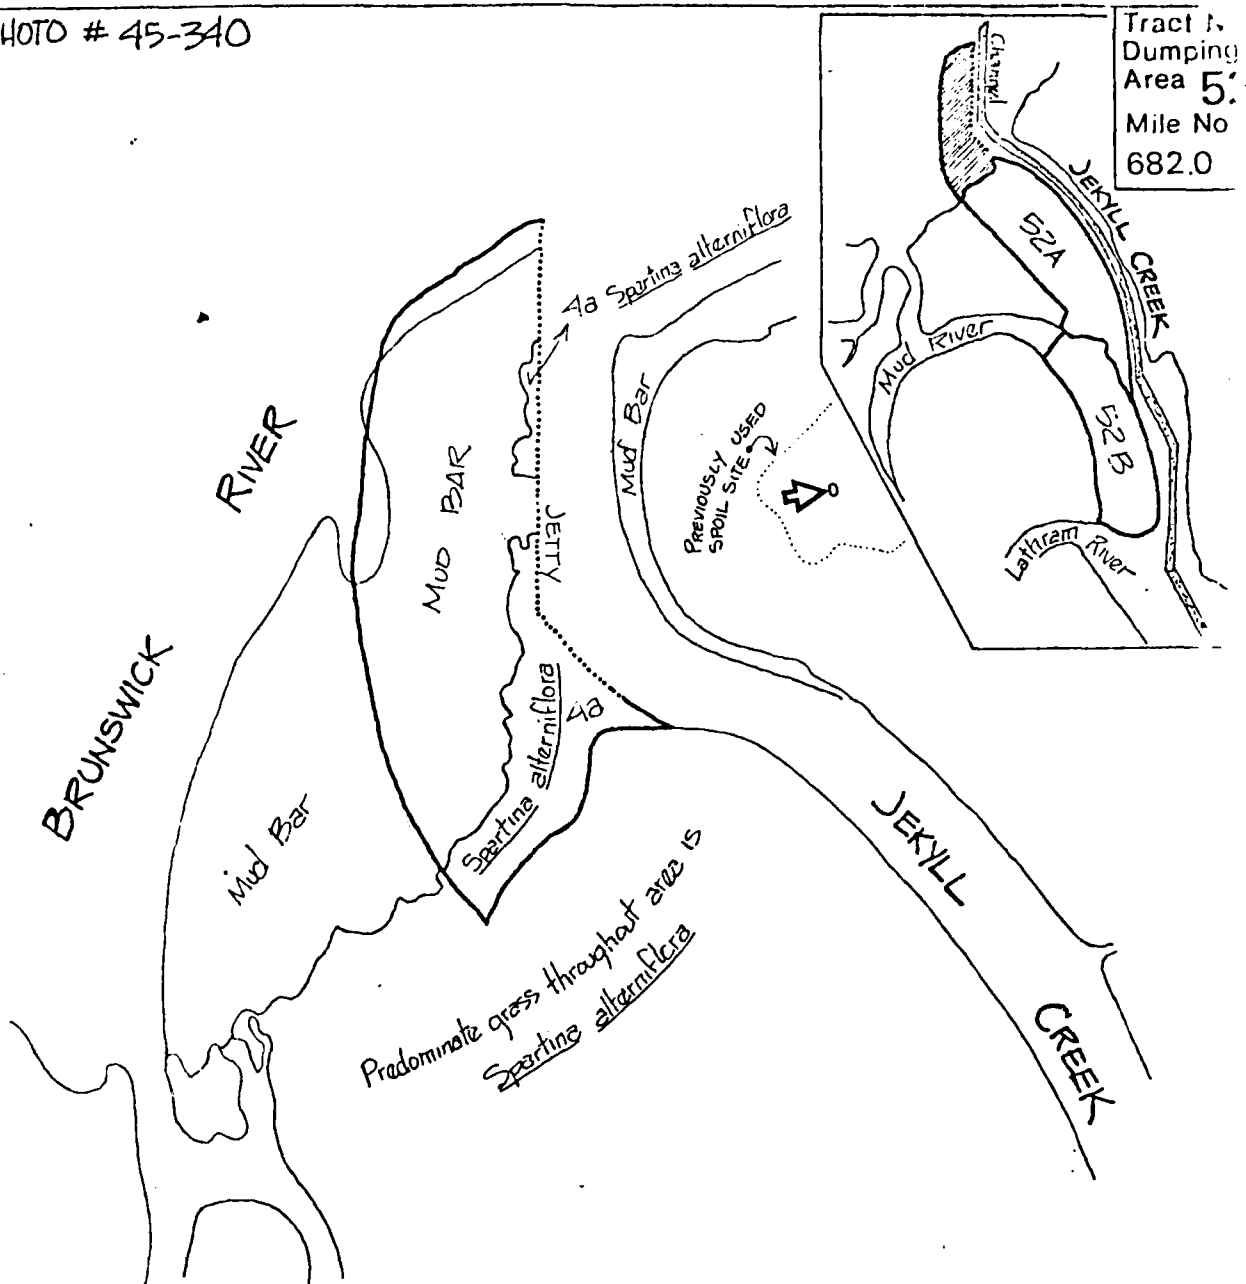 HOTO # 45-340
Tract
Dumping
Area
Mile No
682.0
Channel
JEKYLL CREEK
52A
Mud River
52B
Lathram River
4a Spartina alterniflora
RIVER
MUD BAR
JETTY
Mud Bar
PREVIOUSLY USED
SPOIL SITE
BRUNSWICK
Spartina alterniflora
4a
Mud Bar
JEKYLL
CREEK
Predominate grass throughout area is
Spartina alterniflora